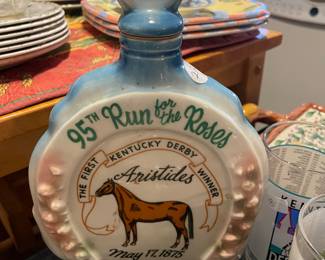 95TH Run for the Roses
THE FIRST KENTUCKY DERBY WINNER
Aristides
May 17, 1875